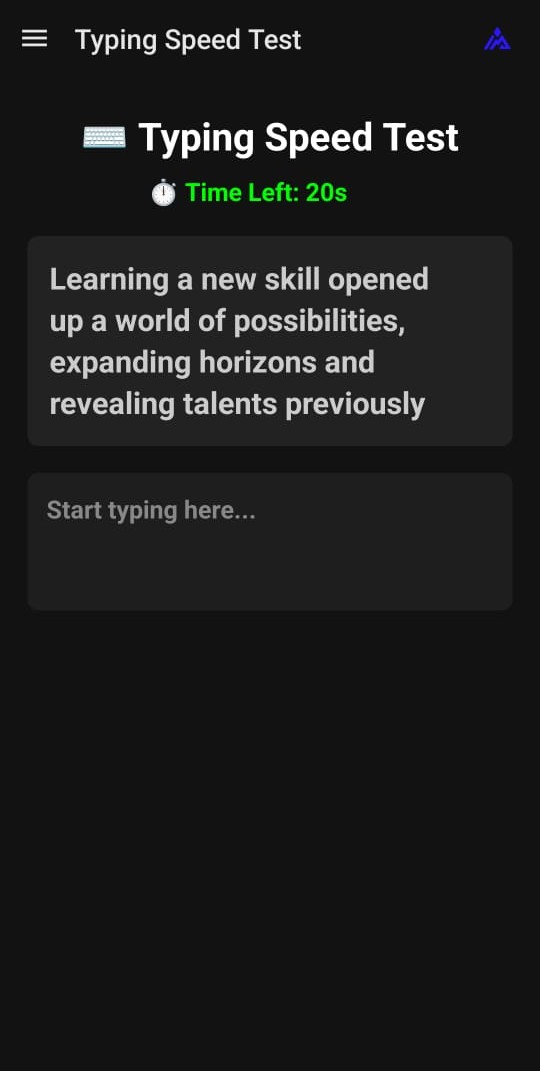 Typing Speed Test
⌨️ Typing Speed Test
⏱️ Time Left: 20s
Learning a new skill opened
up a world of possibilities,
expanding horizons and
revealing talents previously
Start typing here...